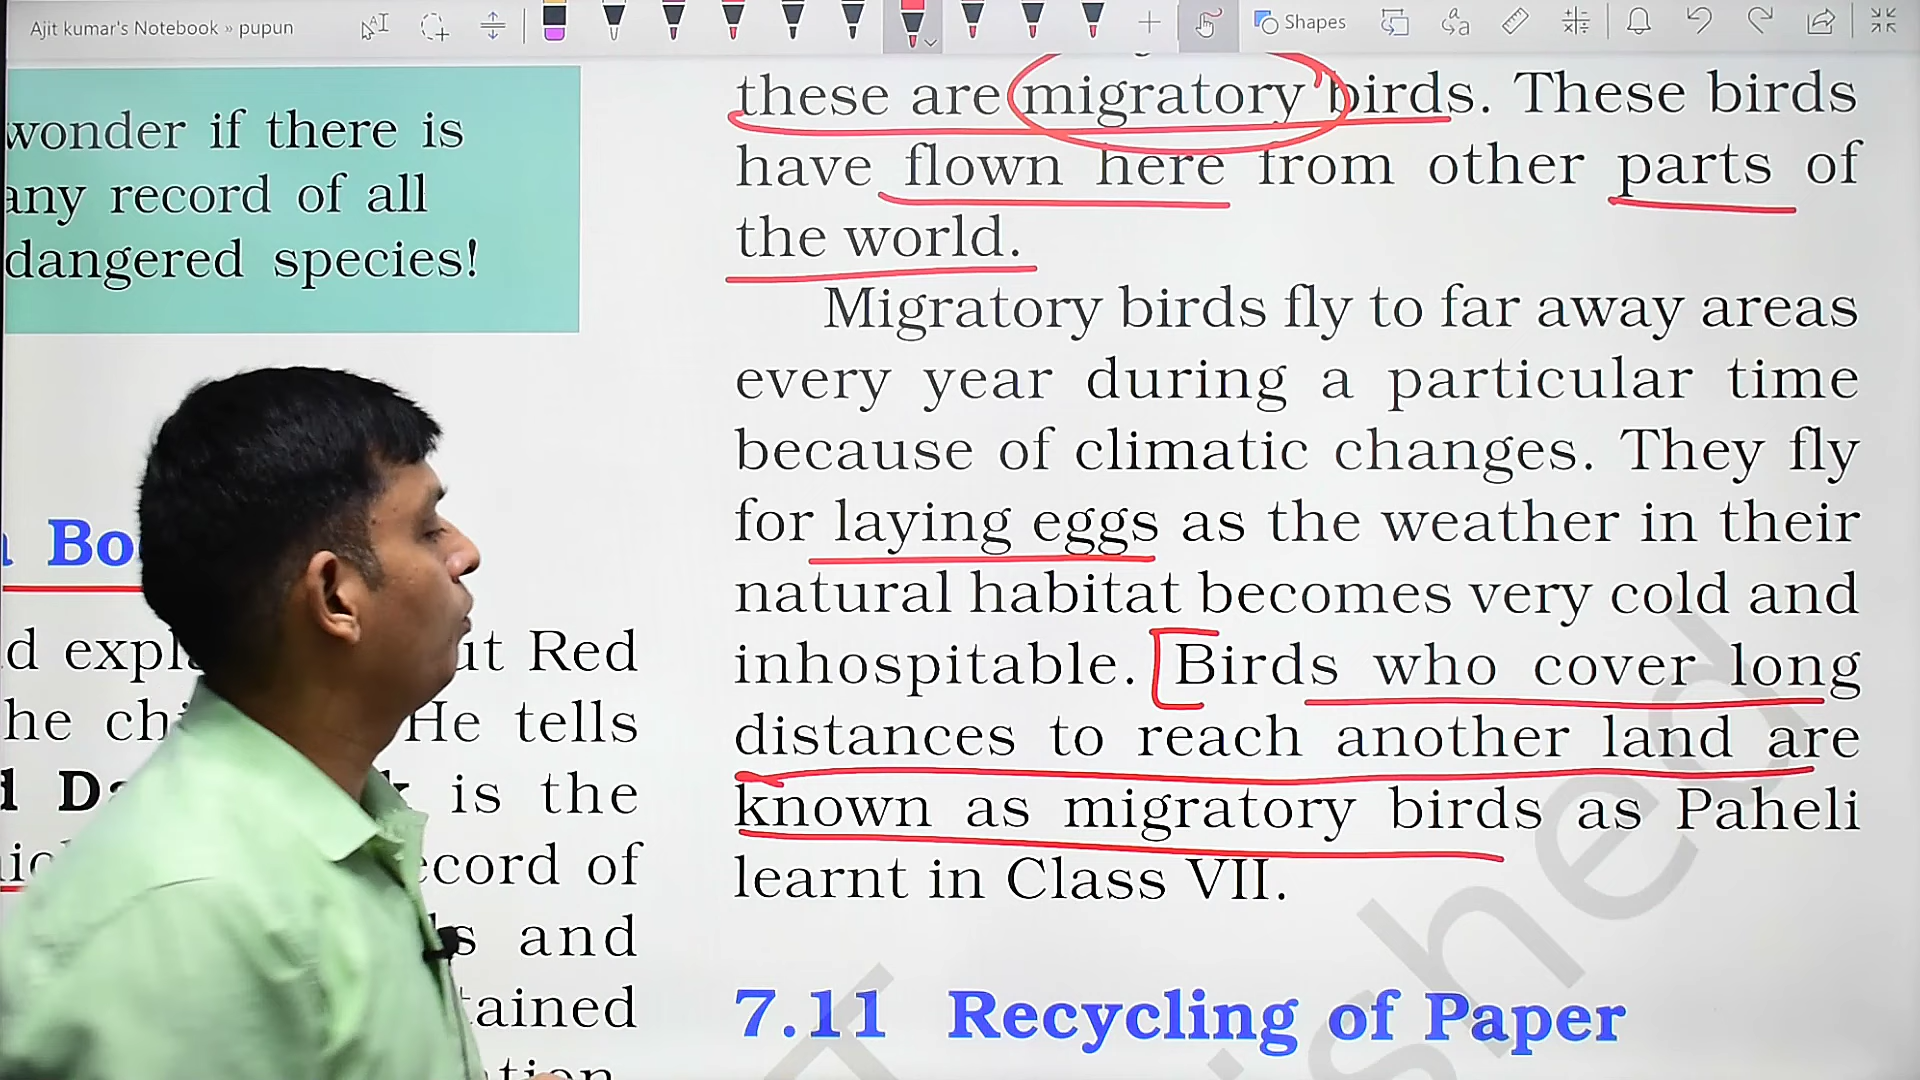 Ajit kumar's Notebook » pupun
Shapes
wonder if there is
any record of all
dangered species!
Bo
d expl ut Red
he ch He tells
is the
ecord of
and
tained
these are migratory birds. These birds
have flown here from other parts of
the world.
Migratory birds fly to far away areas
every year during a particular time
because of climatic changes. They fly
for laying eggs as the weather in their
natural habitat becomes very cold and
inhospitable. Birds who cover long
distances to reach another land are
known as migratory birds as Paheli
learnt in Class VII.
7.11 Recycling of Paper